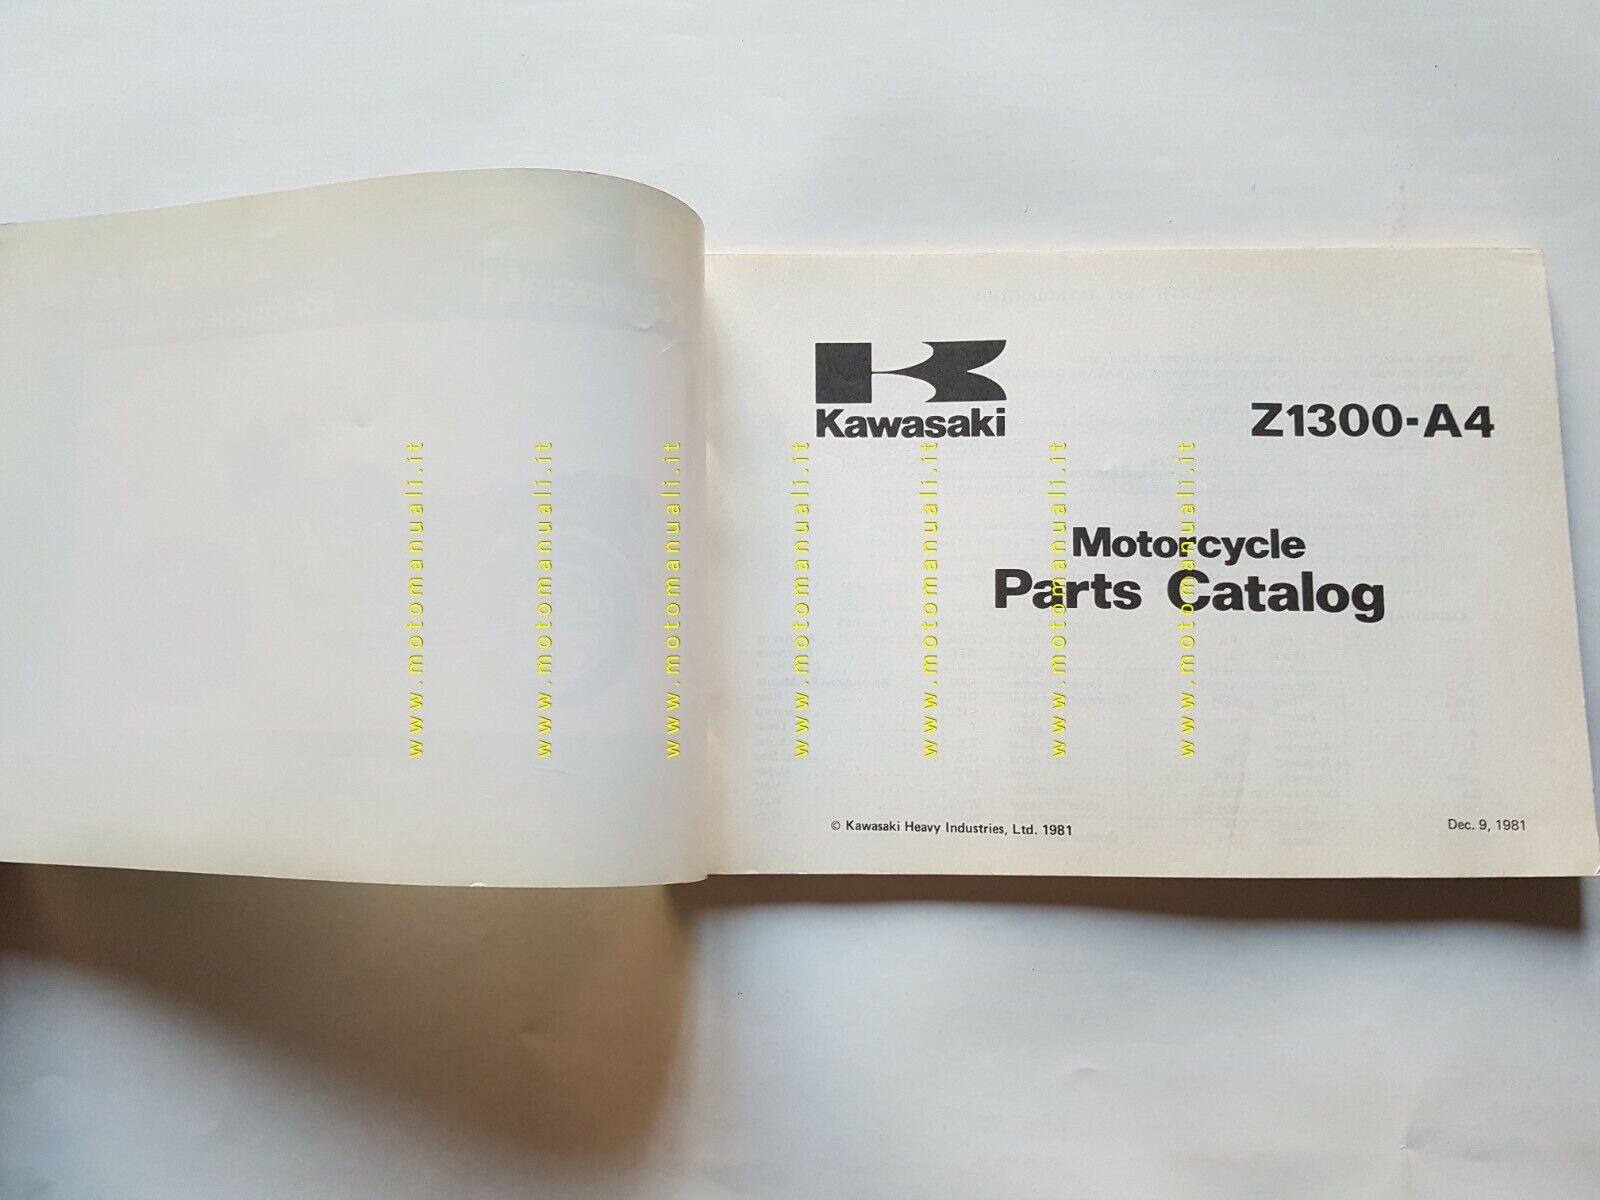 Kawasaki
Z1300-A4
Motorcycle
Parts Catalog
© Kawasaki Heavy Industries, Ltd. 1981
Dec. 9, 1981
www.motomanuali.it
www.motomanuali.it
www.motomanuali.it
www.motomanuali.it
www.motomanuali.it
www.motomanuali.it
www.motomanuali.it